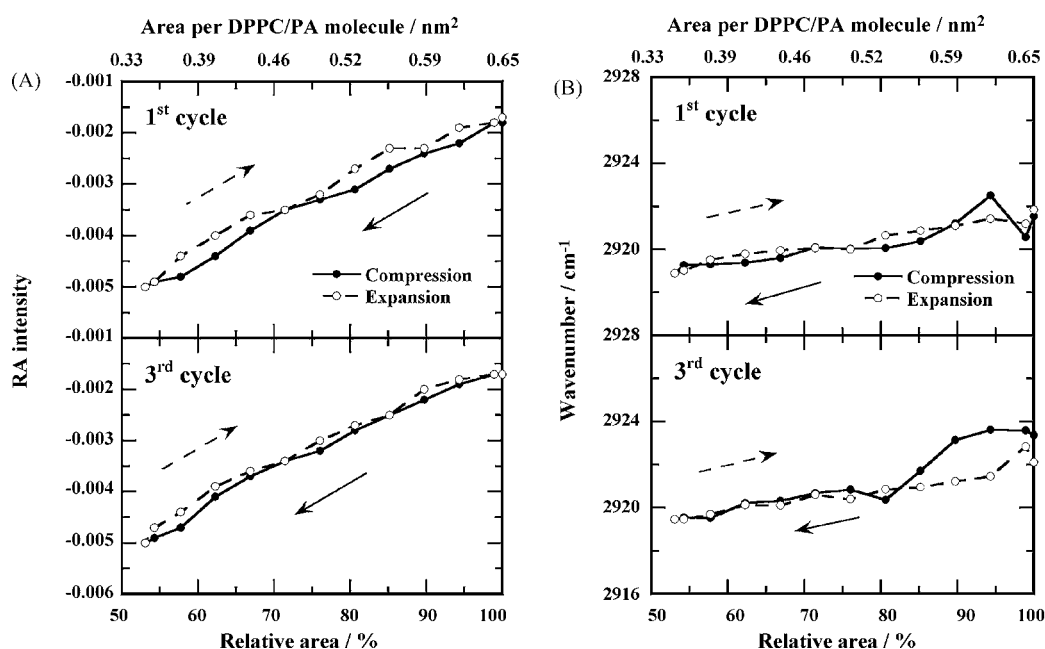 (A)
Area per DPPC/PA molecule / nm²
0.33 0.39 0.46 0.52 0.59 0.65
-0.001
1st cycle
-0.002
-0.003
-0.004
Compression
-0.005
Expansion
-0.001
3rd cycle
-0.002
-0.003
-0.004
-0.005
-0.006
RA intensity
50 60 70 80 90 100
Relative area / %
(B)
Area per DPPC/PA molecule / nm²
0.33 0.39 0.46 0.52 0.59 0.65
2928
1st cycle
2924
2920
Compression
Expansion
2928
3rd cycle
2924
2920
2916
Wavenumber / cm⁻¹
50 60 70 80 90 100
Relative area / %